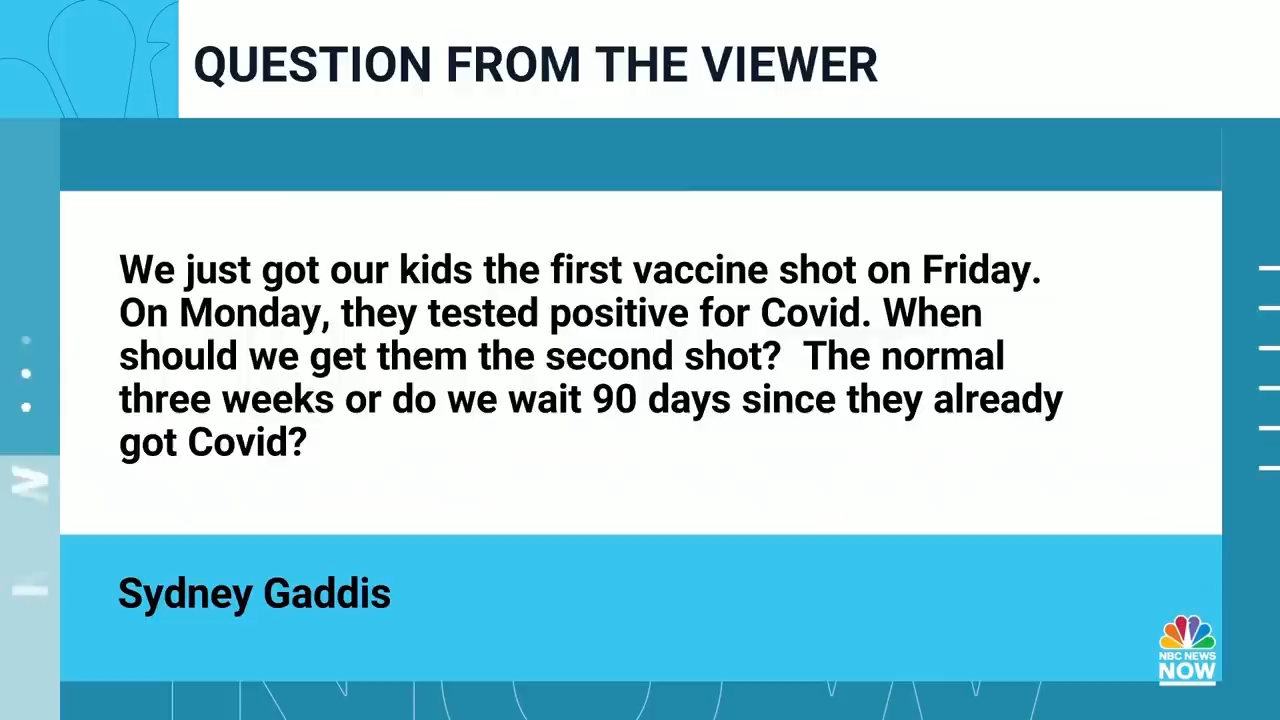 QUESTION FROM THE VIEWER
We just got our kids the first vaccine shot on Friday.
On Monday, they tested positive for Covid. When
should we get them the second shot? The normal
three weeks or do we wait 90 days since they already
got Covid?
Sydney Gaddis
NBC NEWS
NOW